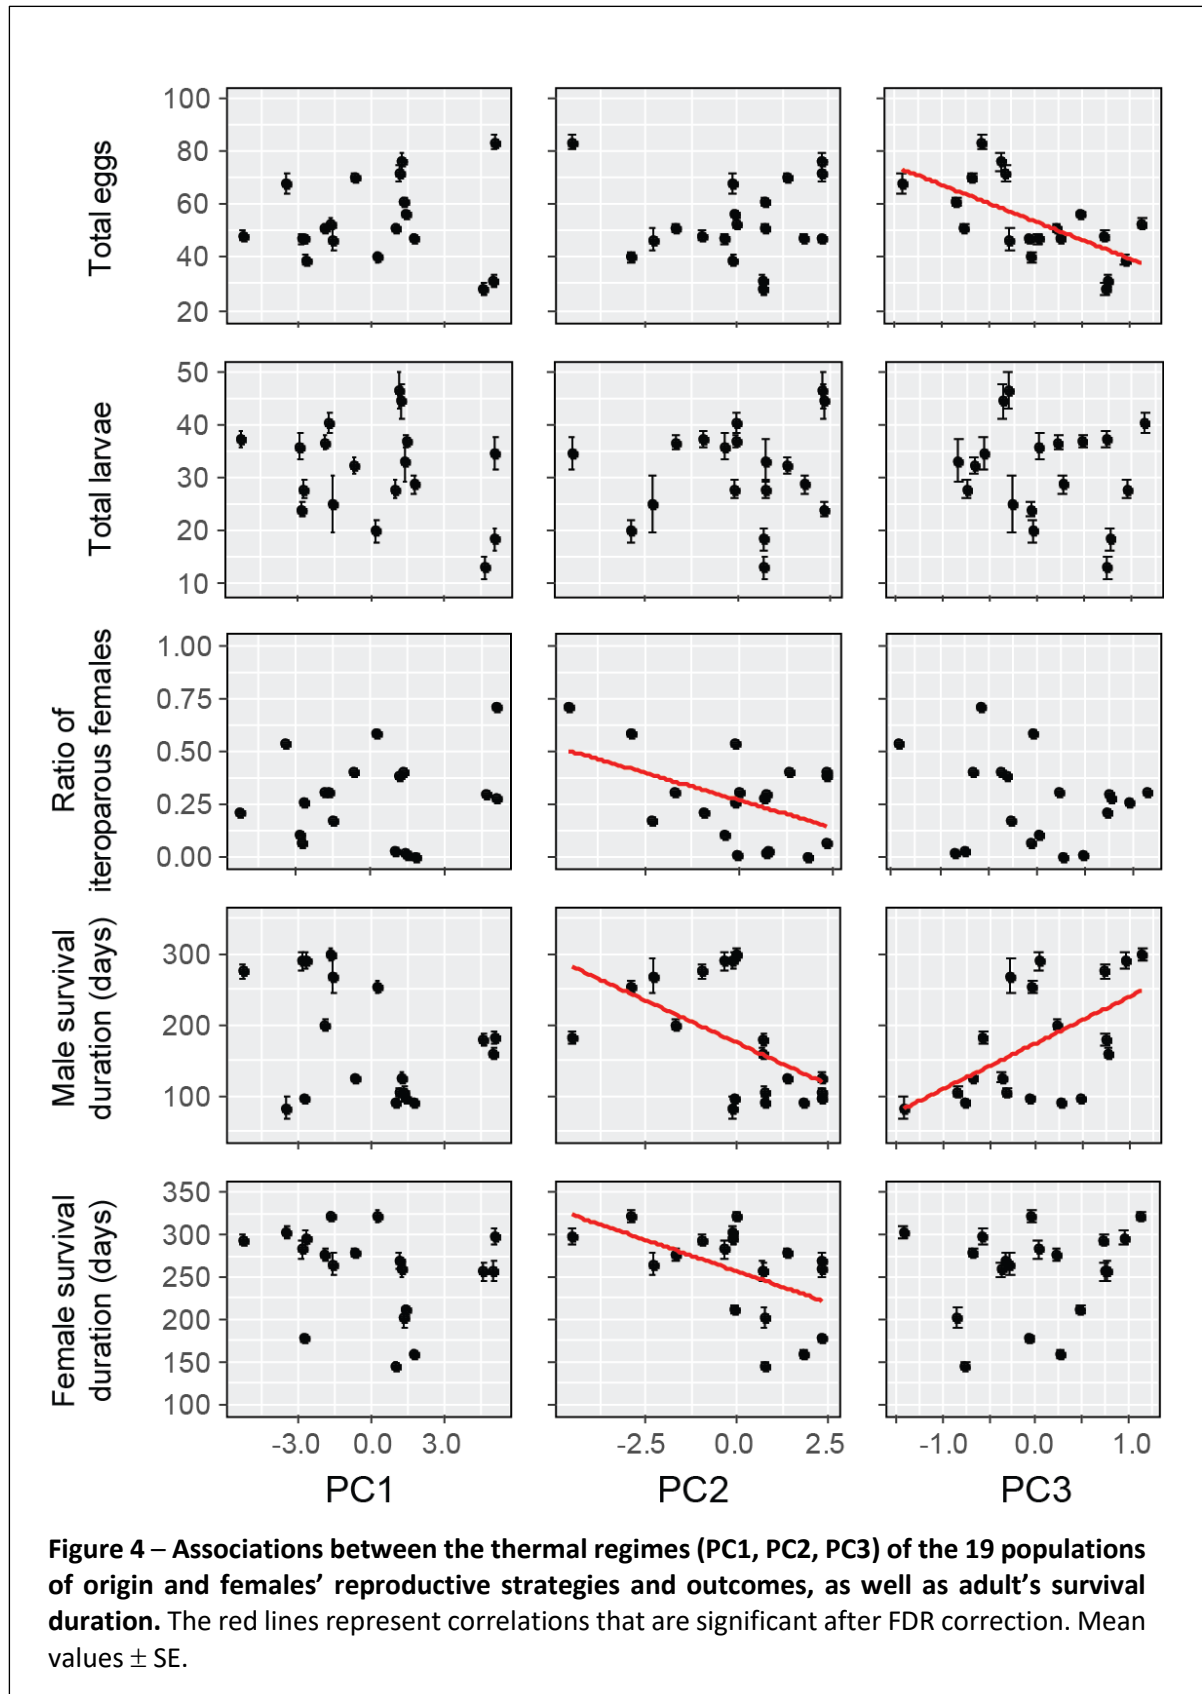 Total eggs
100
80
60
40
20
Total larvae
50
40
30
20
10
Ratio of
iteroparous females
1.00
0.75
0.50
0.25
0.00
Male survival
duration (days)
300
200
100
Female survival
duration (days)
350
300
250
200
150
100
-3.0 0.0 3.0
-2.5 0.0 2.5
-1.0 0.0 1.0
PC1 PC2 PC3
Figure 4 – Associations between the thermal regimes (PC1, PC2, PC3) of the 19 populations
of origin and females’ reproductive strategies and outcomes, as well as adult’s survival
duration. The red lines represent correlations that are significant after FDR correction. Mean
values ± SE.